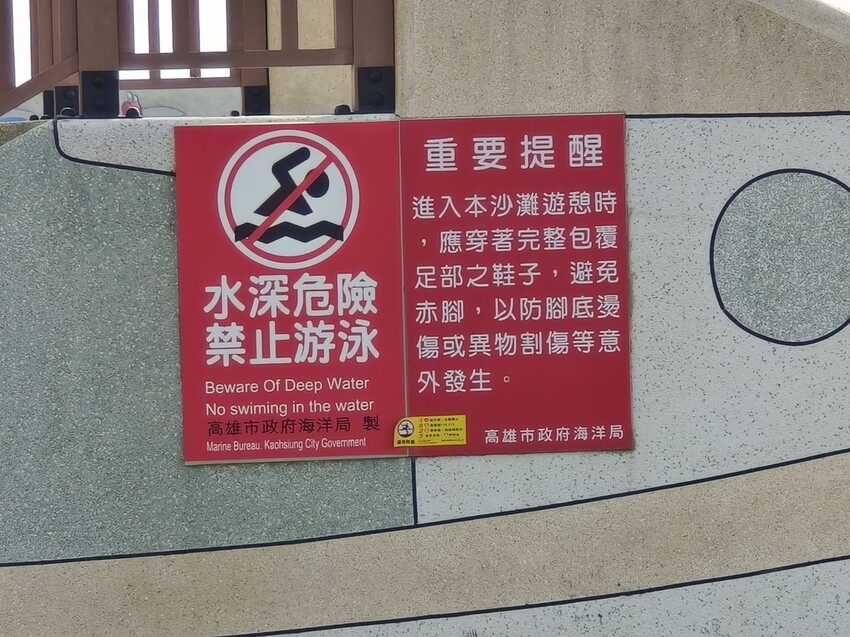 水深危險
禁止游泳
Beware Of Deep Water
No swiming in the water
高雄市政府海洋局 製
Marine Bureau. Kaohsiung City Government
重要提醒
進入本沙灘遊憩時
，應穿著完整包覆
足部之鞋子，避免
赤腳，以防腳底燙
傷或異物割傷等意
外發生。
高雄市政府海洋局